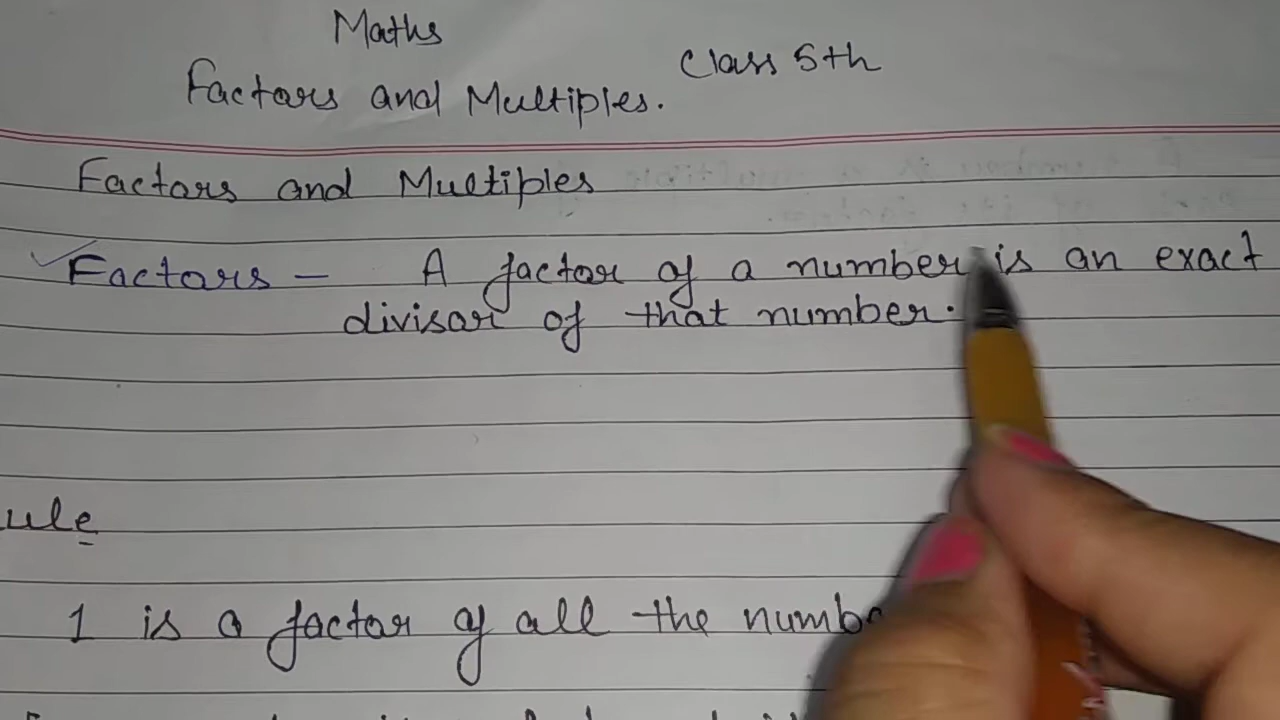 Maths
Class 5th
Factors and Multiples.
Factors and Multiples
Factors - A factor of a number is an exact
divisor of that number.
ule
1 is a factor of all the numbe